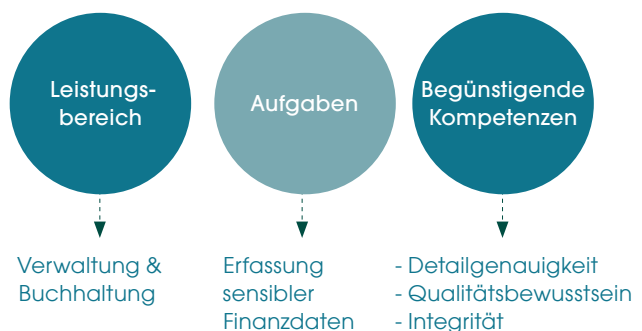 Leistungs-
bereich
Aufgaben
Begünstigende
Kompetenzen
Verwaltung &
Buchhaltung
Erfassung
sensibler
Finanzdaten
- Detailgenauigkeit
- Qualitätsbewusstsein
- Integrität